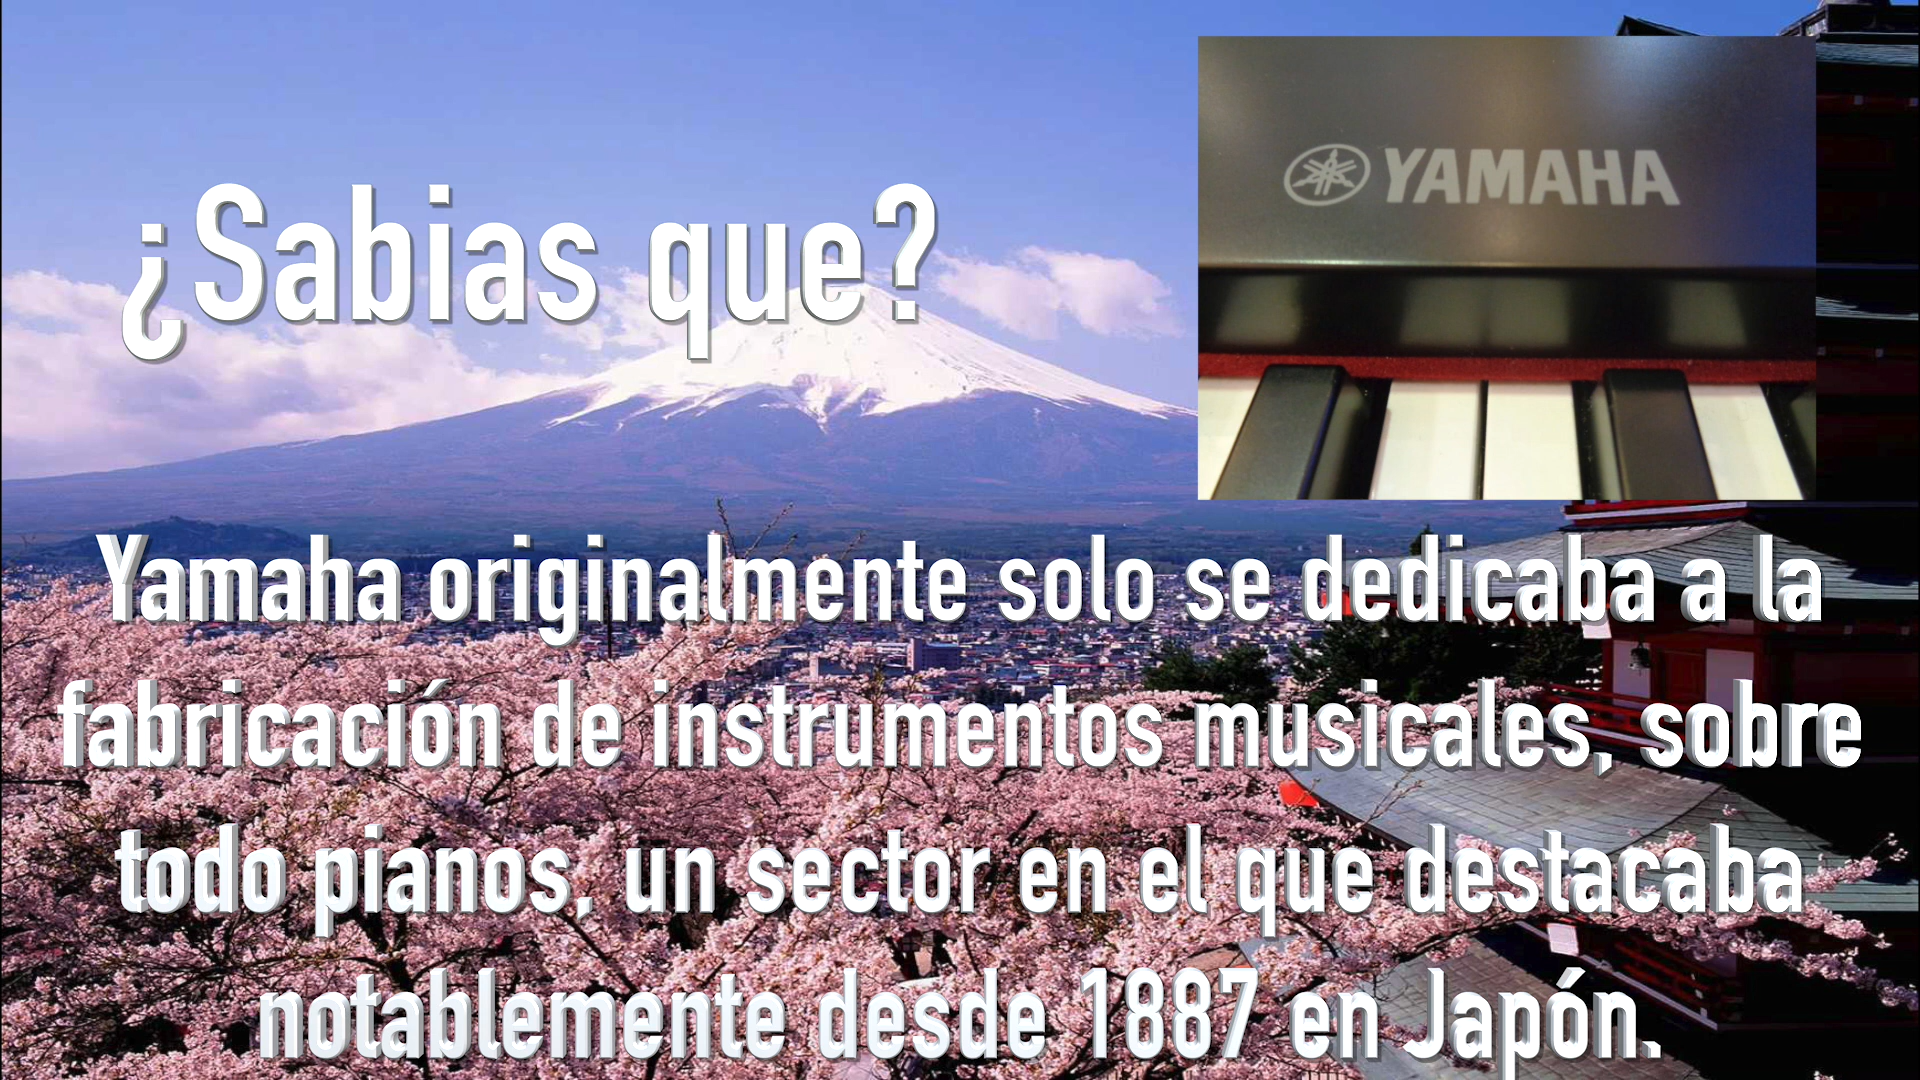 YAMAHA
¿Sabias que?
Yamaha originalmente solo se dedicaba a la
fabricación de instrumentos musicales, sobre
todo pianos, un sector en el que destacaba
notablemente desde 1887 en Japón.